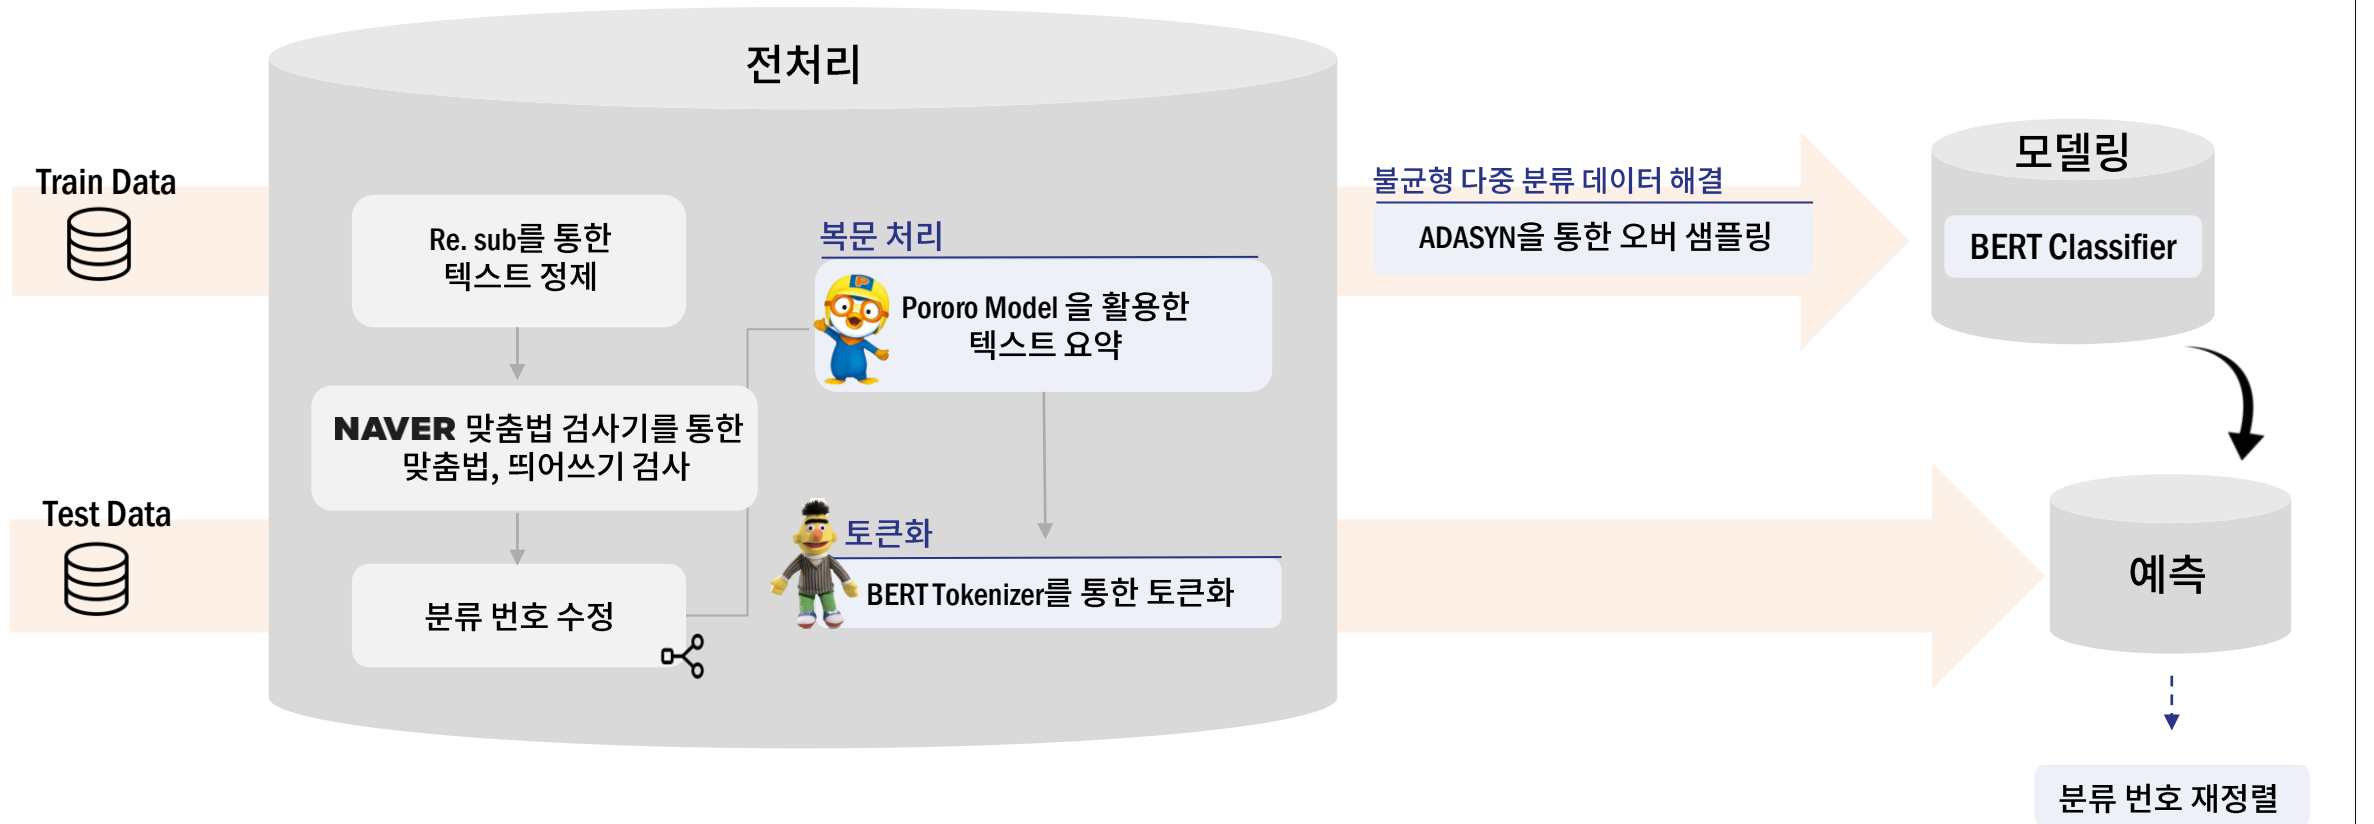 전처리
Train Data
Test Data
Re. sub를 통한
텍스트 정제
NAVER 맞춤법 검사기를 통한
맞춤법, 띄어쓰기 검사
분류 번호 수정
복문 처리
P
Pororo Model 을 활용한
텍스트 요약
토큰화
BERT Tokenizer를 통한 토큰화
불균형 다중 분류 데이터 해결
ADASYN을 통한 오버 샘플링
모델링
BERT Classifier
예측
분류 번호 재정렬